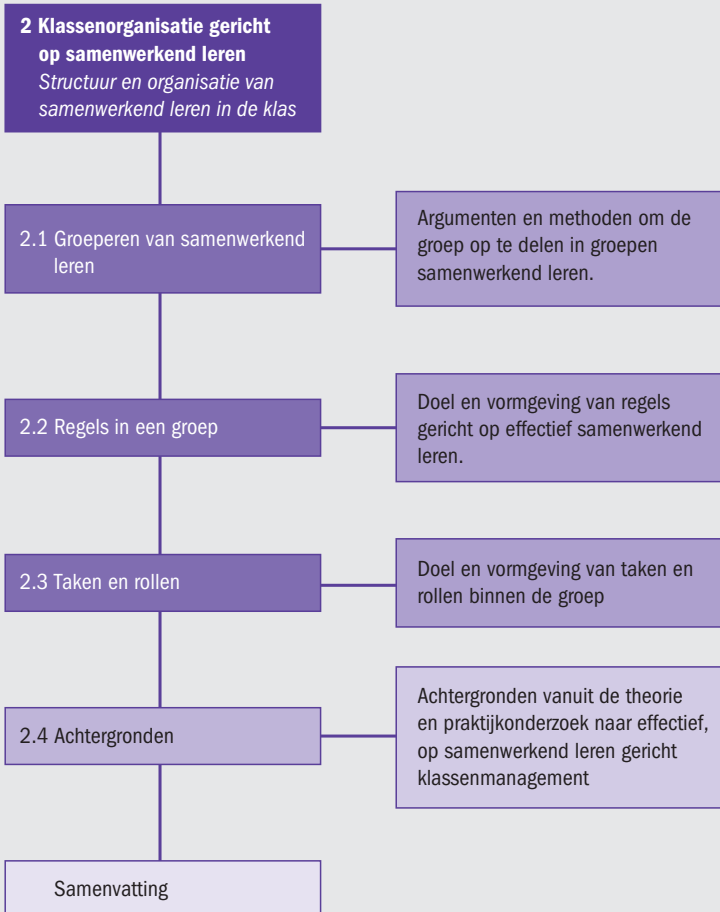 2 Klassenorganisatie gericht
op samenwerkend leren
Structuur en organisatie van
samenwerkend leren in de klas
2.1 Groeperen van samenwerkend
leren
Argumenten en methoden om de
groep op te delen in groepen
samenwerkend leren.
2.2 Regels in een groep
Doel en vormgeving van regels
gericht op effectief samenwerkend
leren.
2.3 Taken en rollen
Doel en vormgeving van taken en
rollen binnen de groep
2.4 Achtergronden
Achtergronden vanuit de theorie
en praktijkonderzoek naar effectief,
op samenwerkend leren gericht
klassenmanagement
Samenvatting